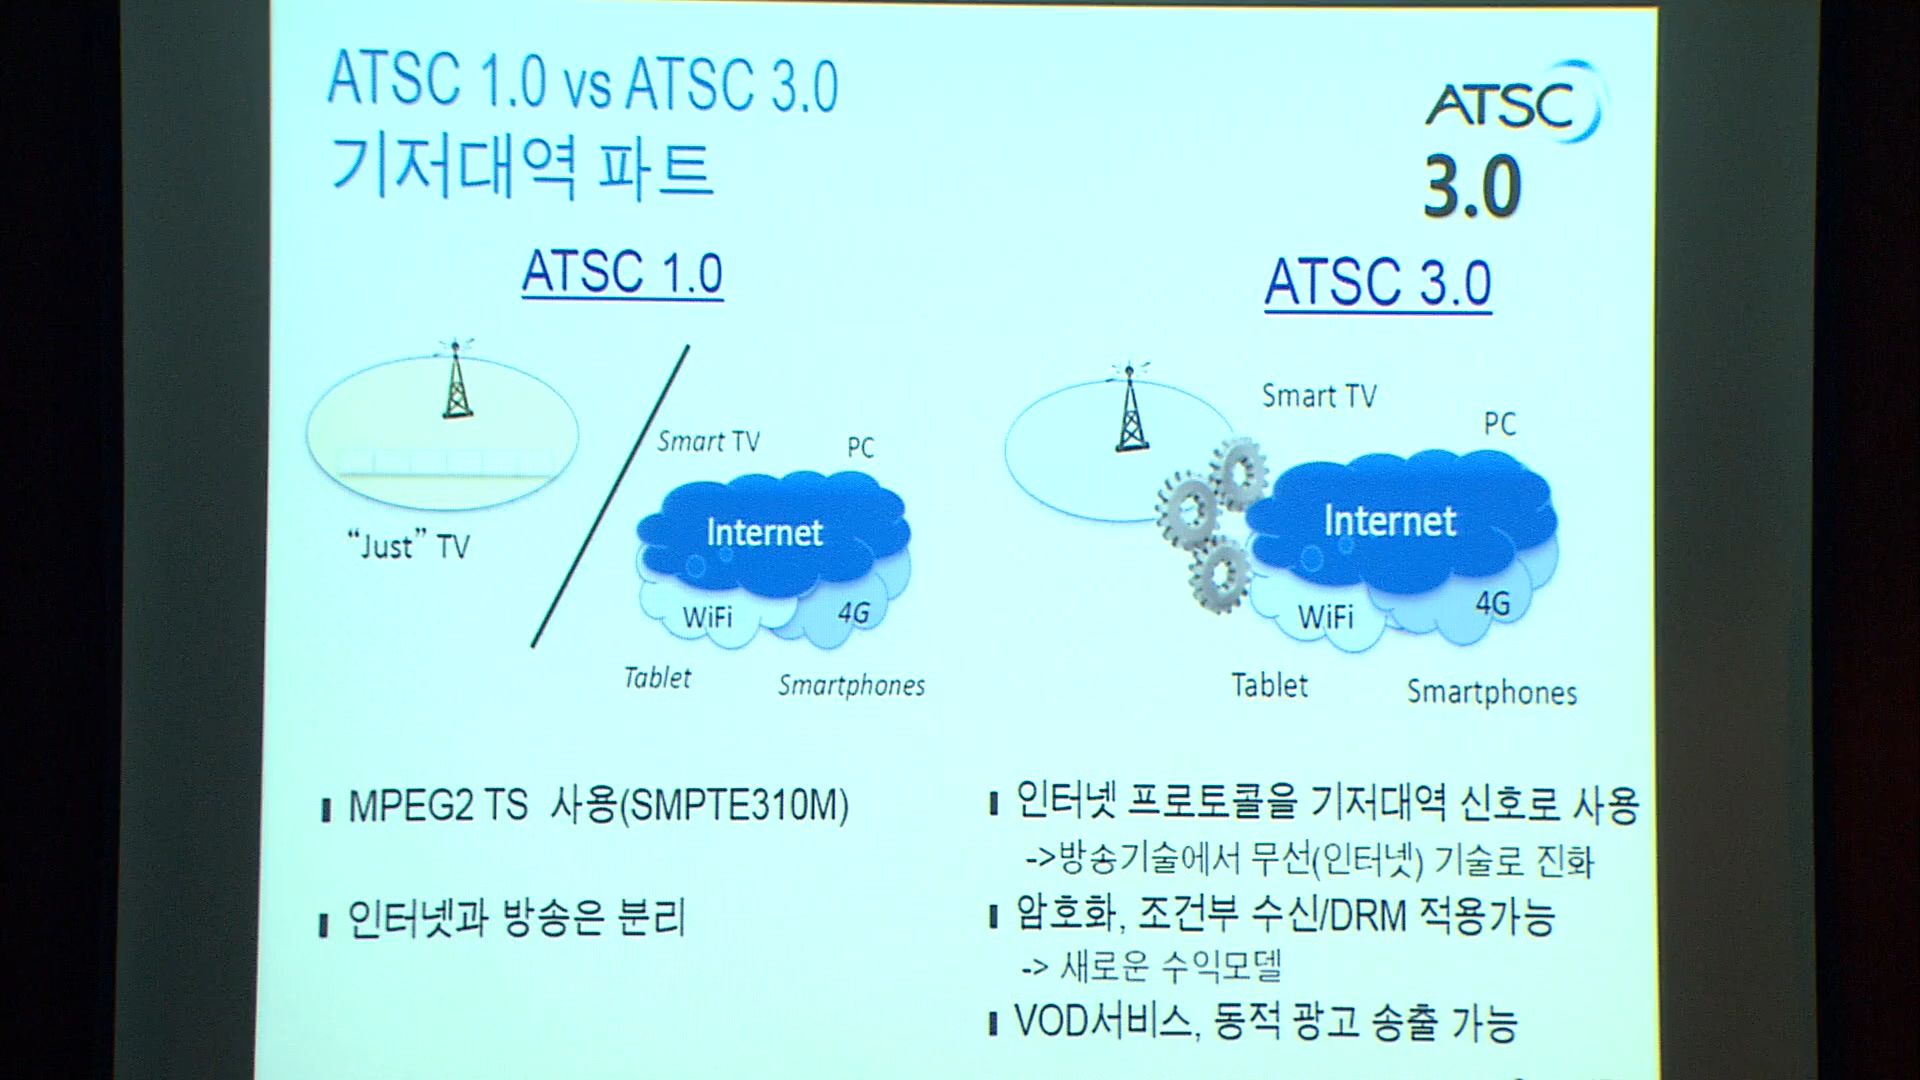 ATSC 1.0 vs ATSC 3.0
기저대역 파트
ATSC
3.0
ATSC 1.0
"Just" TV
Smart TV
PC
Internet
WiFi
4G
Tablet
Smartphones
▮ MPEG2 TS 사용(SMPTE310M)
▮ 인터넷과 방송은 분리
ATSC 3.0
Smart TV
PC
Internet
WiFi
4G
Tablet
Smartphones
▮ 인터넷 프로토콜을 기저대역 신호로 사용
->방송기술에서 무선(인터넷) 기술로 진화
▮ 암호화, 조건부 수신/DRM 적용가능
-> 새로운 수익모델
▮ VOD서비스, 동적 광고 송출 가능